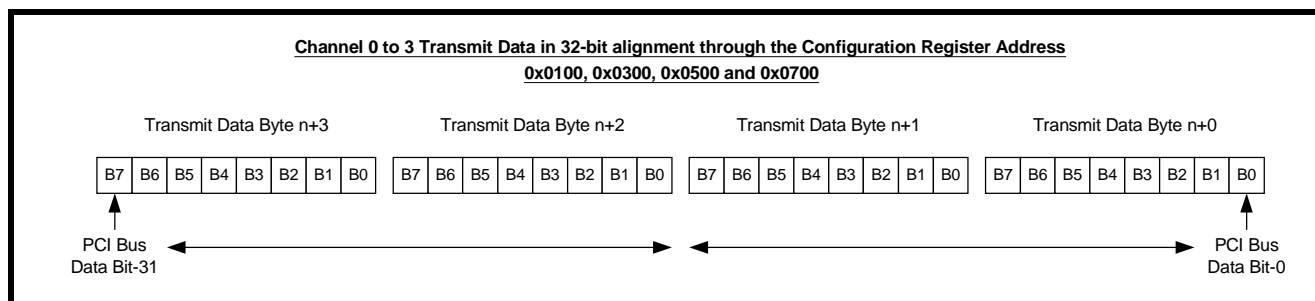 Channel 0 to 3 Transmit Data in 32-bit alignment through the Configuration Register Address
0x0100, 0x0300, 0x0500 and 0x0700
Transmit Data Byte n+3 Transmit Data Byte n+2 Transmit Data Byte n+1 Transmit Data Byte n+0
B7 B6 B5 B4 B3 B2 B1 B0 B7 B6 B5 B4 B3 B2 B1 B0 B7 B6 B5 B4 B3 B2 B1 B0 B7 B6 B5 B4 B3 B2 B1 B0
PCI Bus PCI Bus
Data Bit-31 Data Bit-0